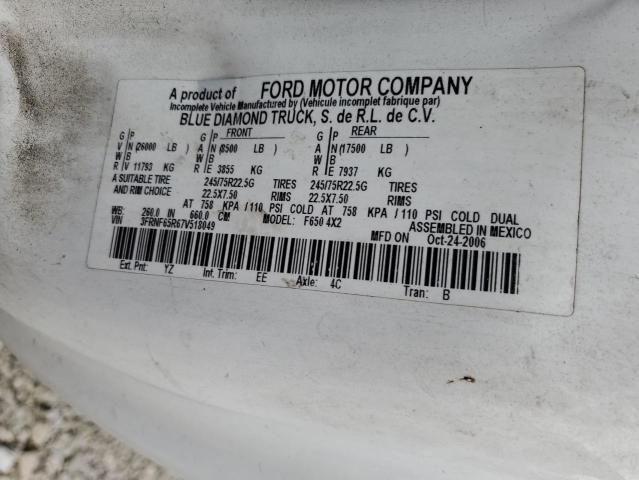 A product of FORD MOTOR COMPANY
Incomplete Vehicle Manufactured by (Vehicule incomplet fabrique par)
BLUE DIAMOND TRUCK, S. de R.L. de C.V.
G P G P FRONT G P REAR
V N (26000 LB) A N (8500 LB) A N (17500 LB)
W B W B W B
R V 11793 KG R E 3855 KG R E 7937 KG
A SUITABLE TIRE 245/75R22.5G TIRES 245/75R22.5G TIRES
AND RIM CHOICE 22.5X7.50 RIMS 22.5X7.50 RIMS
AT 758 KPA/110 PSI COLD AT 758 KPA/110 PSI COLD DUAL
WB: 260.0 IN 660.0 CM MODEL: F650 4X2 ASSEMBLED IN MEXICO
VIN 3FRNF65R67V518049 MFD ON Oct-24-2006
Ext. Pnt: YZ Int. Trim: EE Axle: 4C Tran: B